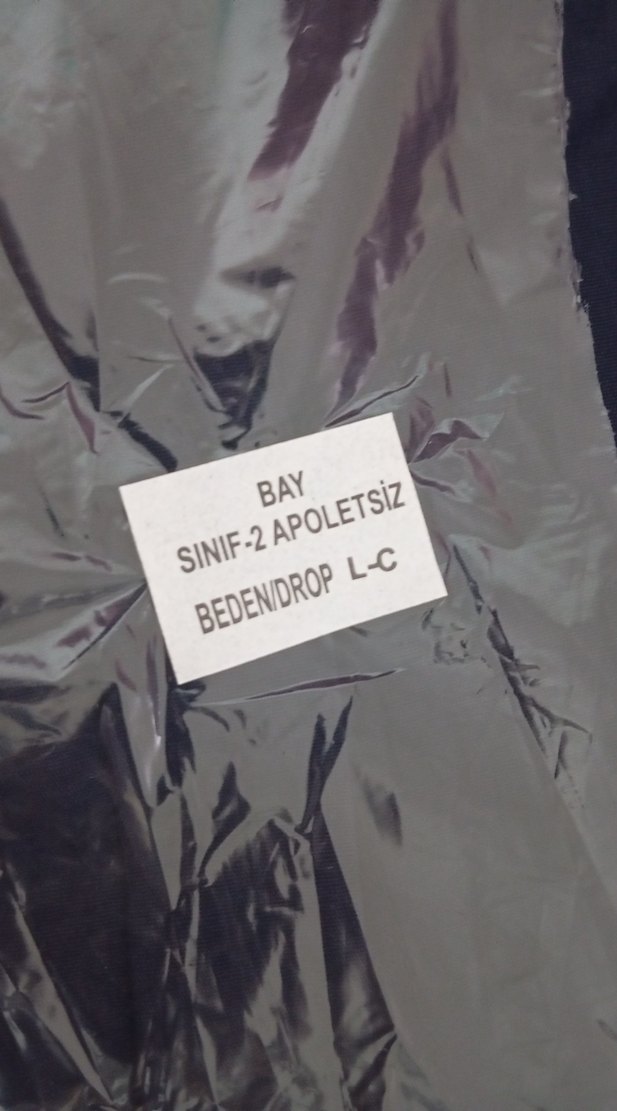 BAY
SINIF-2 APOLETSİZ
BEDEN/DROP L-C